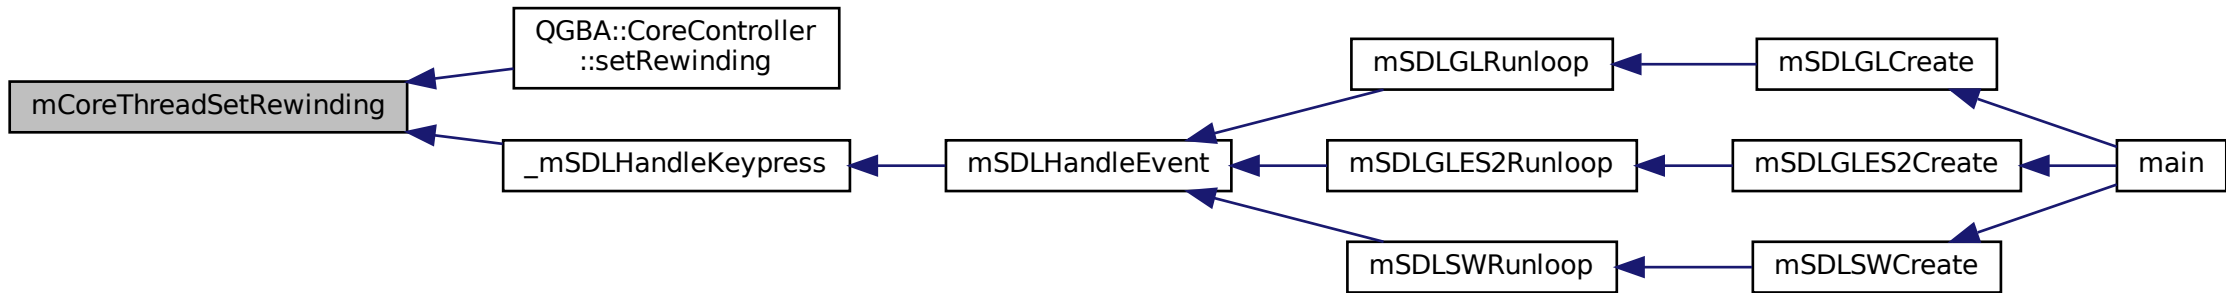 mCoreThreadSetRewinding
QGBA::CoreController
::setRewinding
_mSDLHandleKeypress
mSDLHandleEvent
mSDLGLRunloop
mSDLGLCreate
mSDLGLES2Runloop
mSDLGLES2Create
main
mSDLSWRunloop
mSDLSWCreate